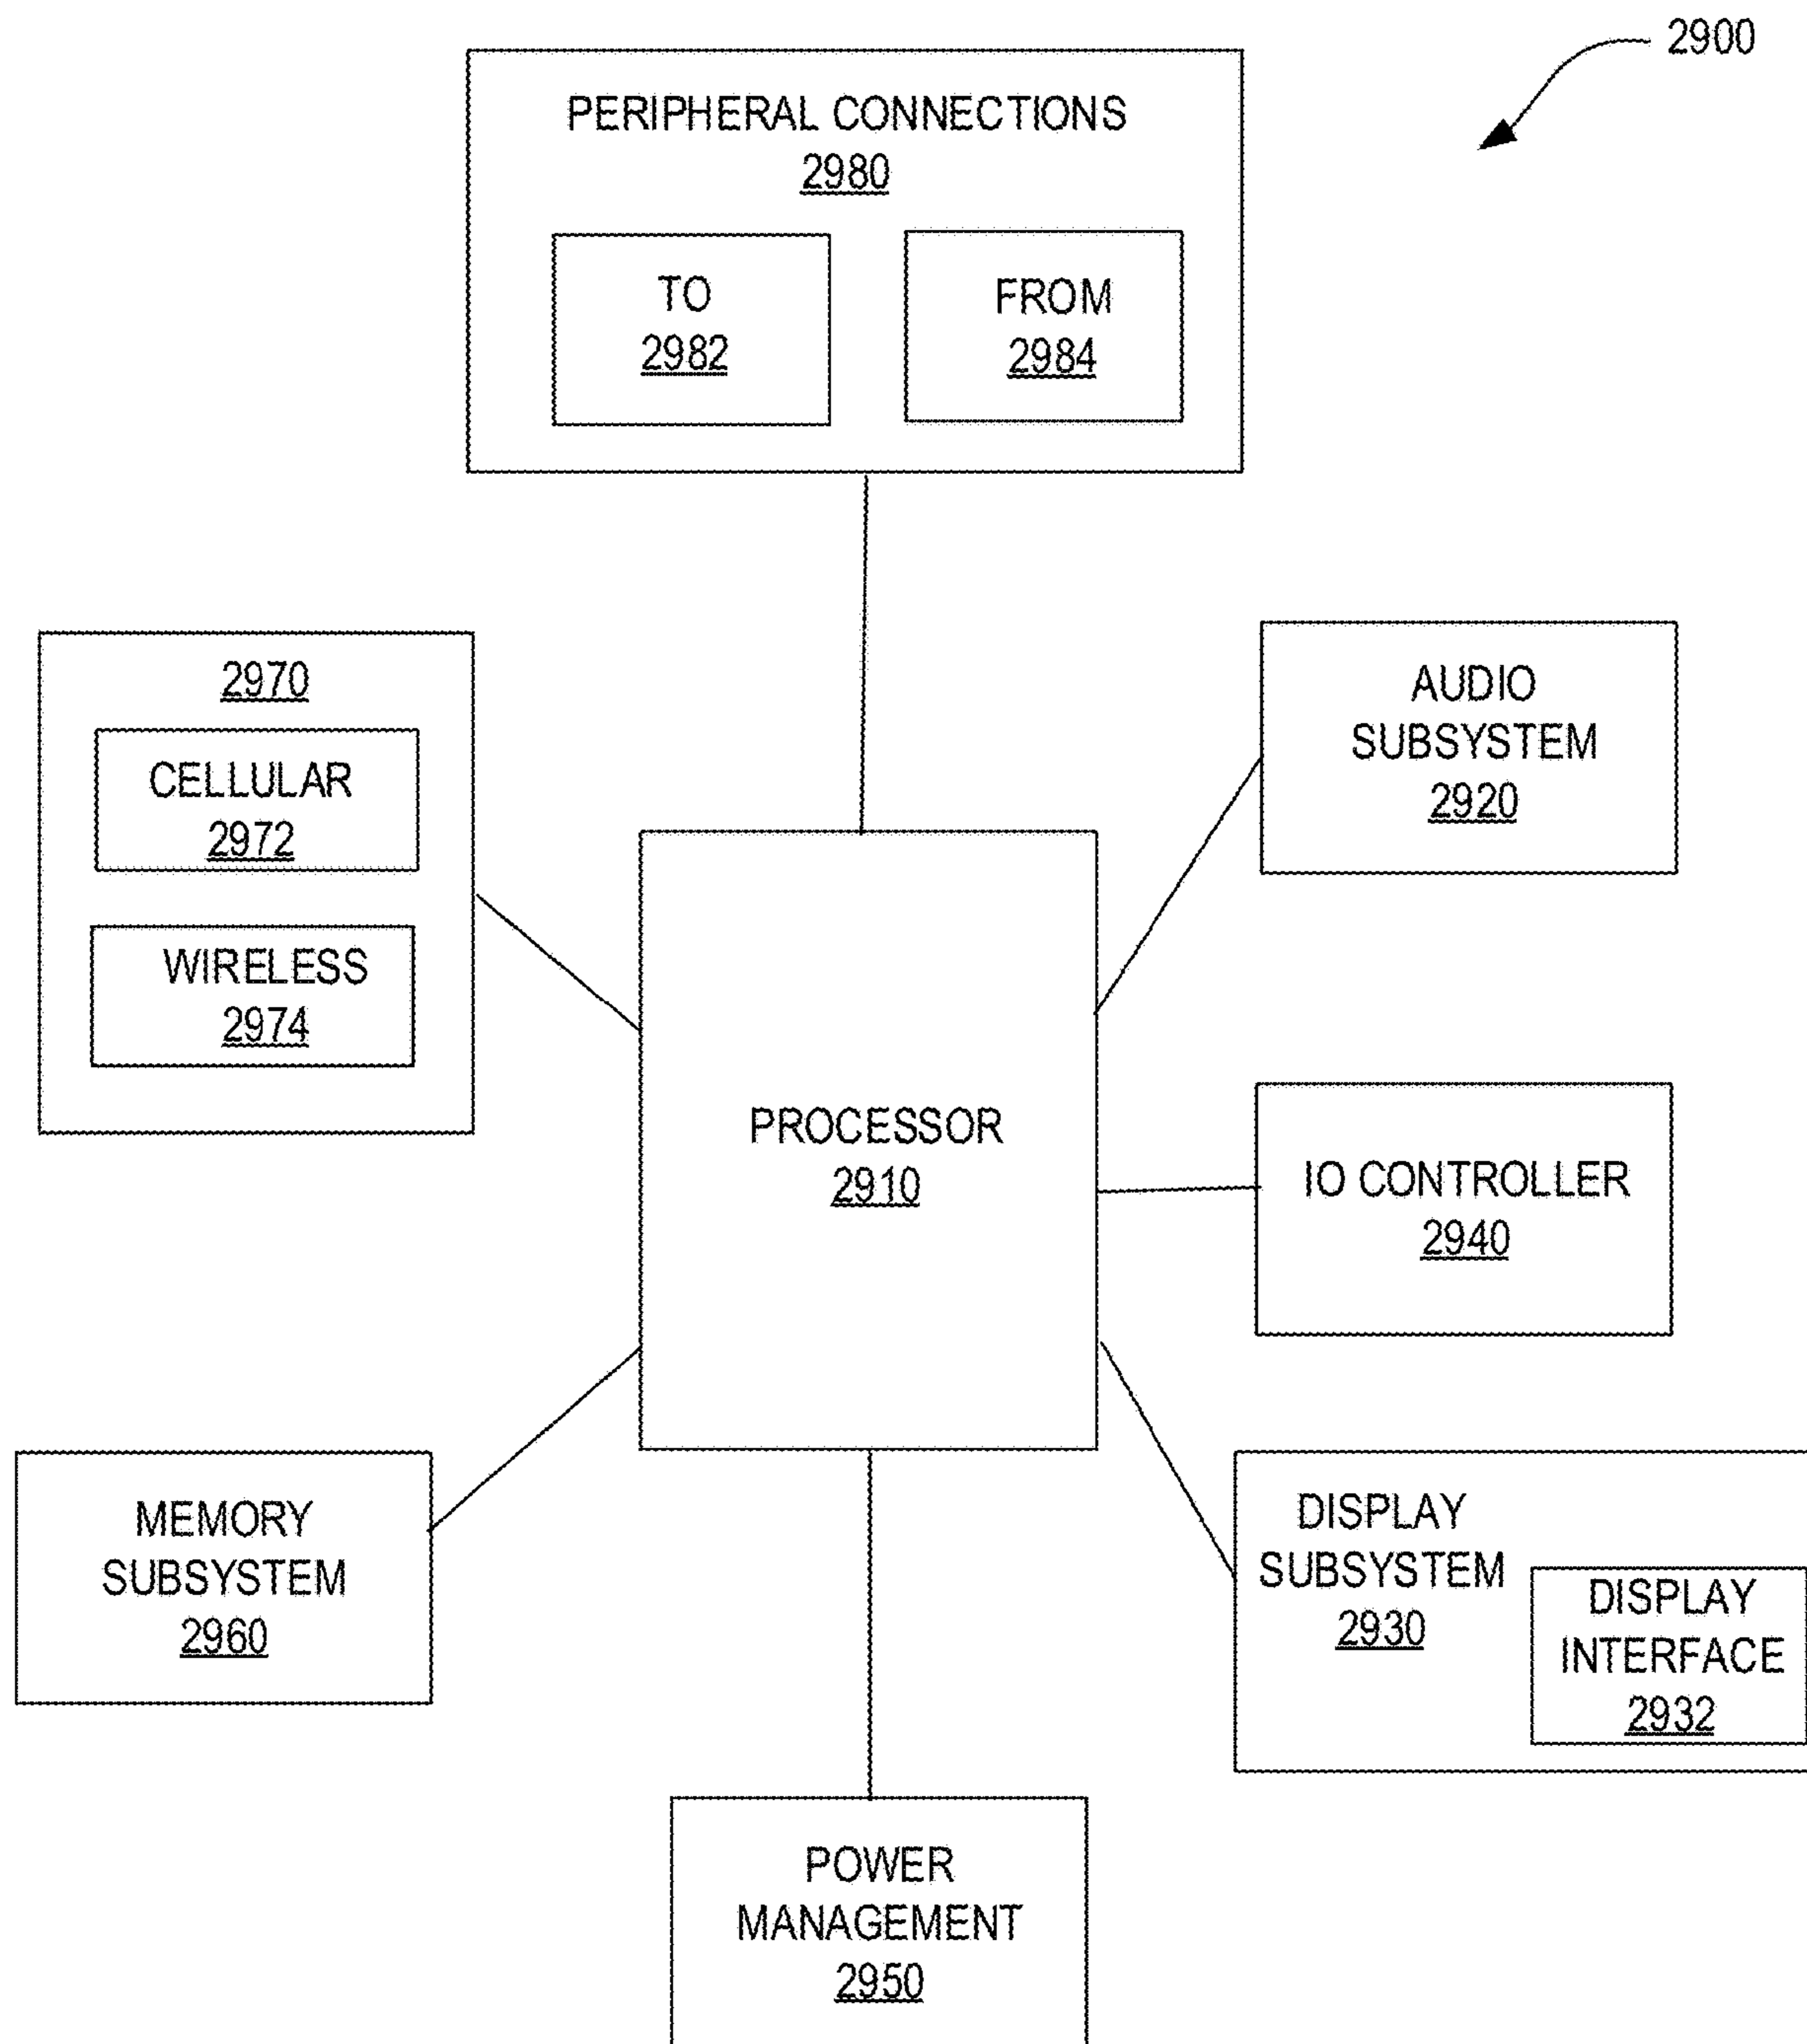 2900
PERIPHERAL CONNECTIONS
2980
TO
2982
FROM
2984
2970
CELLULAR
2972
WIRELESS
2974
AUDIO
SUBSYSTEM
2920
PROCESSOR
2910
IO CONTROLLER
2940
MEMORY
SUBSYSTEM
2960
DISPLAY
SUBSYSTEM
2930
DISPLAY
INTERFACE
2932
POWER
MANAGEMENT
2950